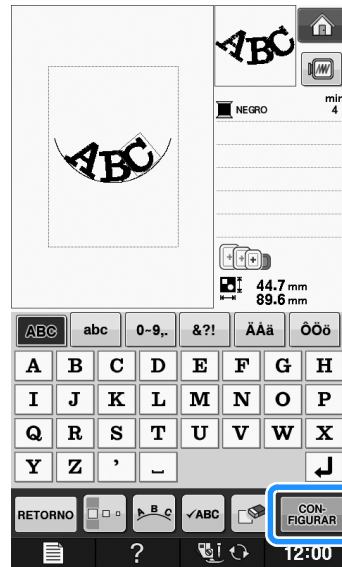 ABC
ABC
NEGRO
min
4
44.7 mm
89.6 mm
ABC abc 0~9,. &?! ÄÅä ÔÖö
A B C D E F G H
I J K L M N O P
Q R S T U V W X
Y Z ’ _
RETORNO A B C ✓ABC CON-
FIGURAR
? 12:00